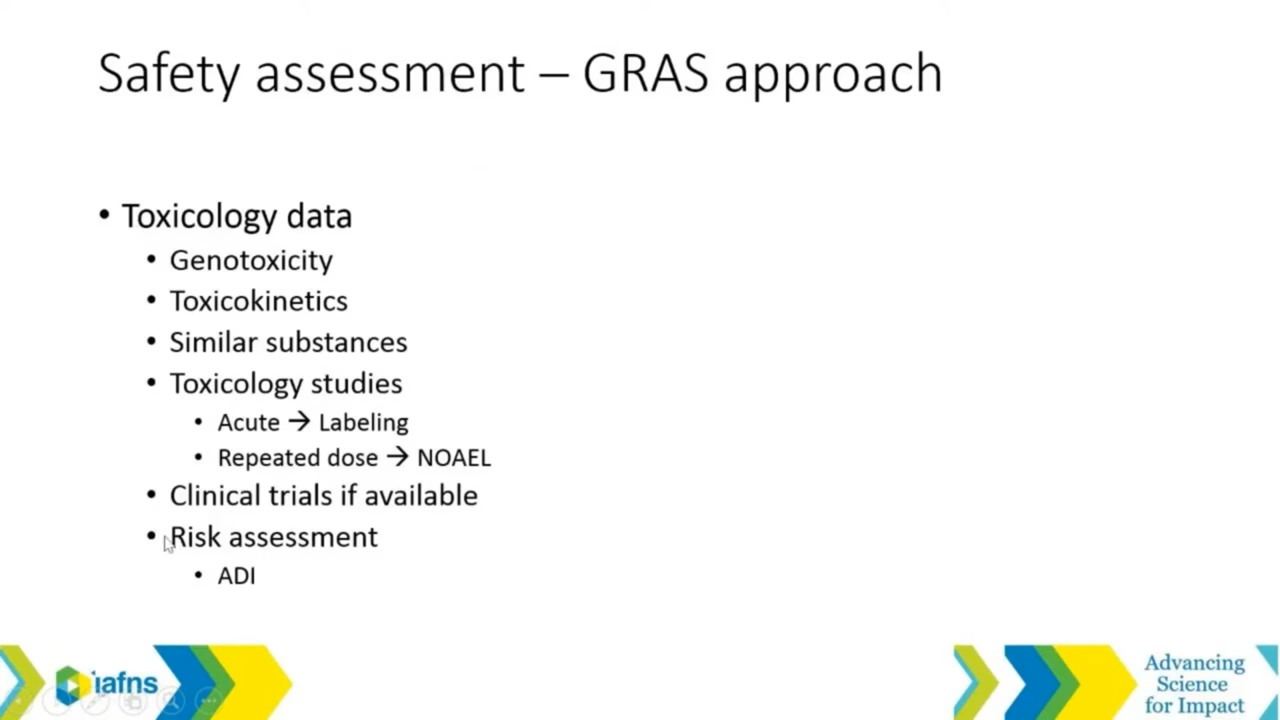 Safety assessment – GRAS approach
• Toxicology data
• Genotoxicity
• Toxicokinetics
• Similar substances
• Toxicology studies
• Acute → Labeling
• Repeated dose → NOAEL
• Clinical trials if available
• Risk assessment
• ADI
iafns
Advancing
Science
for Impact